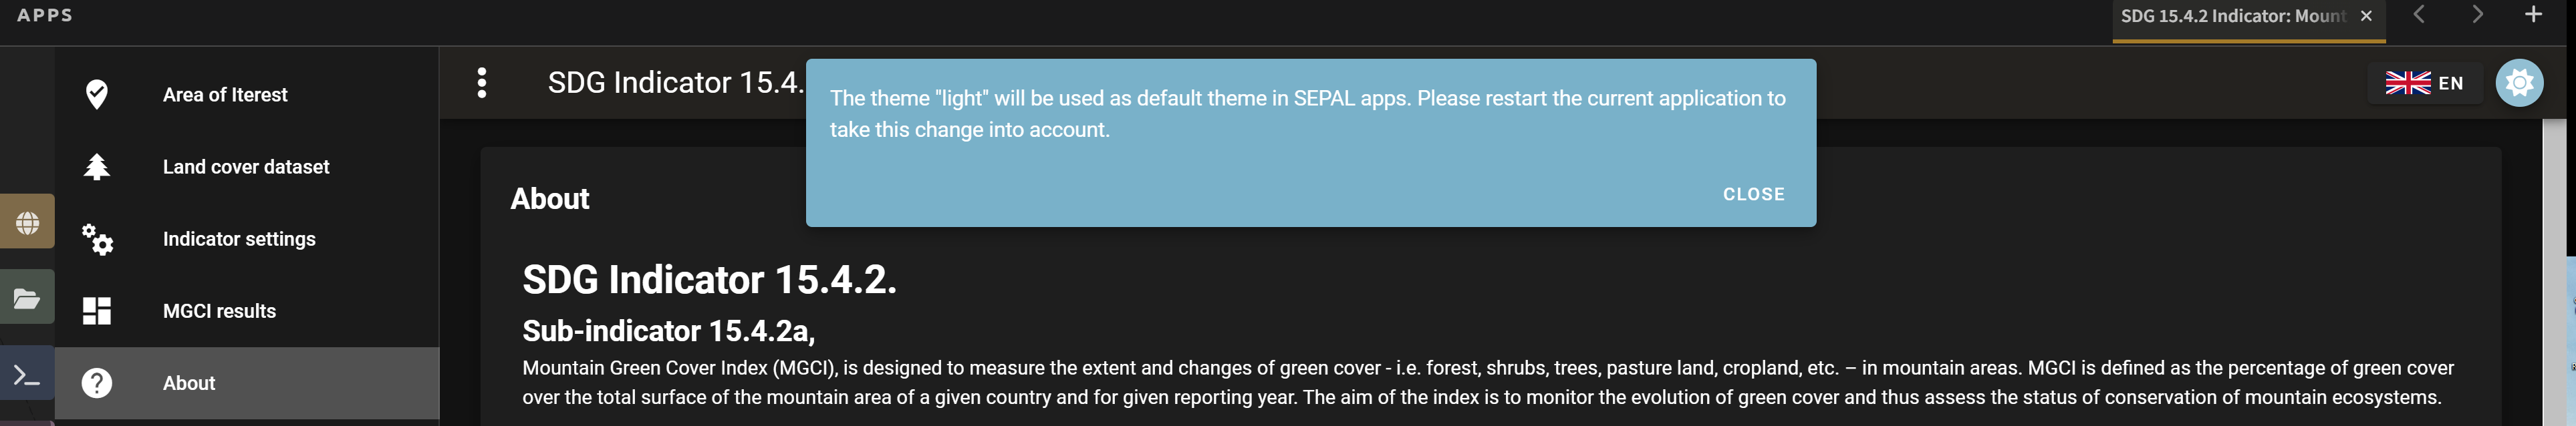 APPS
SDG 15.4.2 Indicator: Mount
Area of Iterest
Land cover dataset
Indicator settings
MGCI results
About
SDG Indicator 15.4.
EN
The theme "light" will be used as default theme in SEPAL apps. Please restart the current application to
take this change into account.
CLOSE
About
SDG Indicator 15.4.2.
Sub-indicator 15.4.2a,
Mountain Green Cover Index (MGCI), is designed to measure the extent and changes of green cover - i.e. forest, shrubs, trees, pasture land, cropland, etc. – in mountain areas. MGCI is defined as the percentage of green cover
over the total surface of the mountain area of a given country and for given reporting year. The aim of the index is to monitor the evolution of green cover and thus assess the status of conservation of mountain ecosystems.